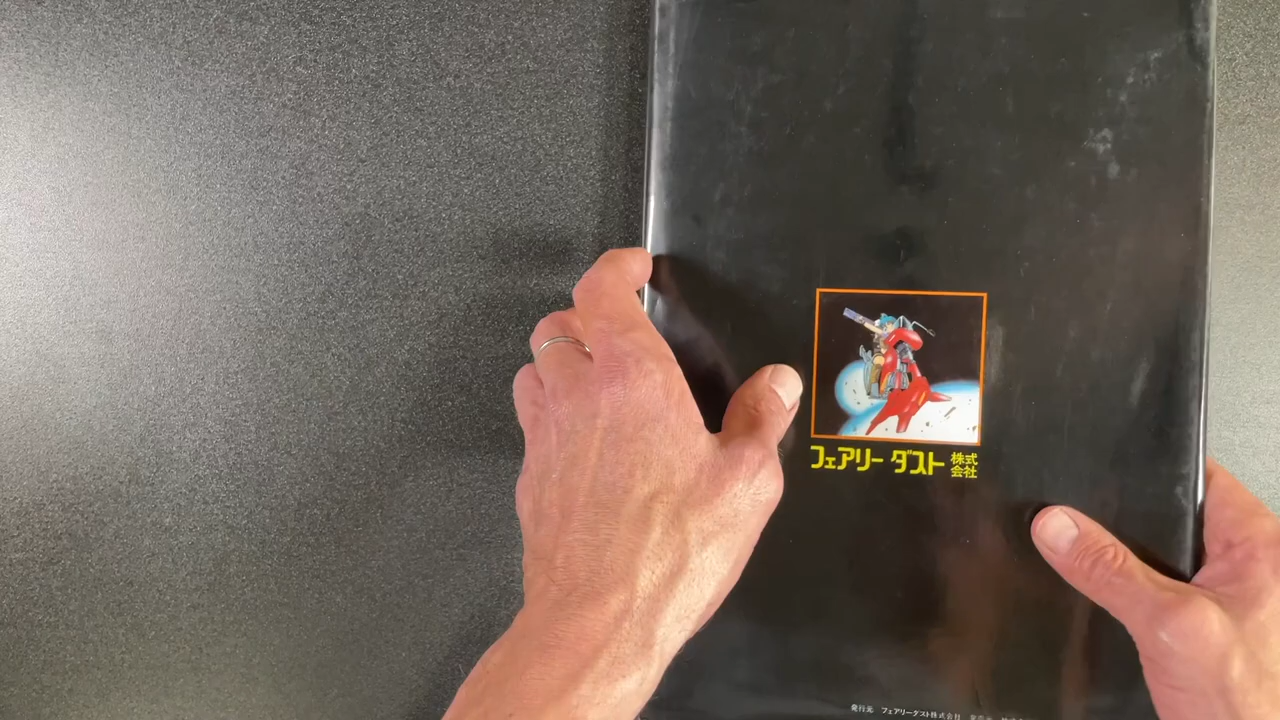 フェアリー ダスト 株式会社
発行元 フェアリーダスト株式会社